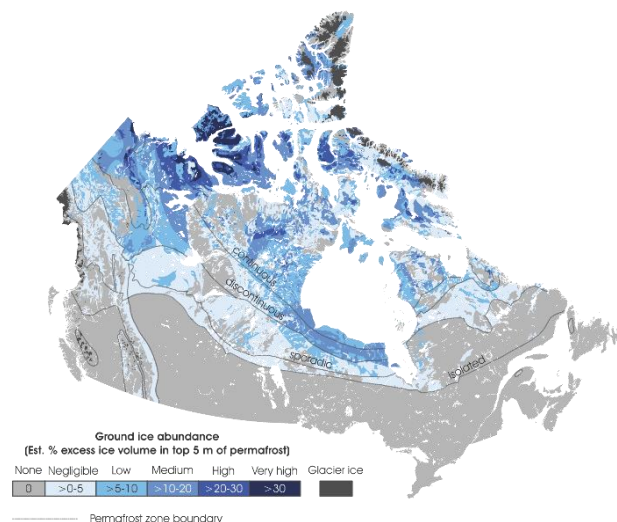 continuous
discontinuous
sporadic
isolated
Ground ice abundance
(Est. % excess ice volume in top 5 m of permafrost)
None Negligible Low Medium High Very high Glacier ice
0 >0-5 >5-10 >10-20 >20-30 >30
Permafrost zone boundary